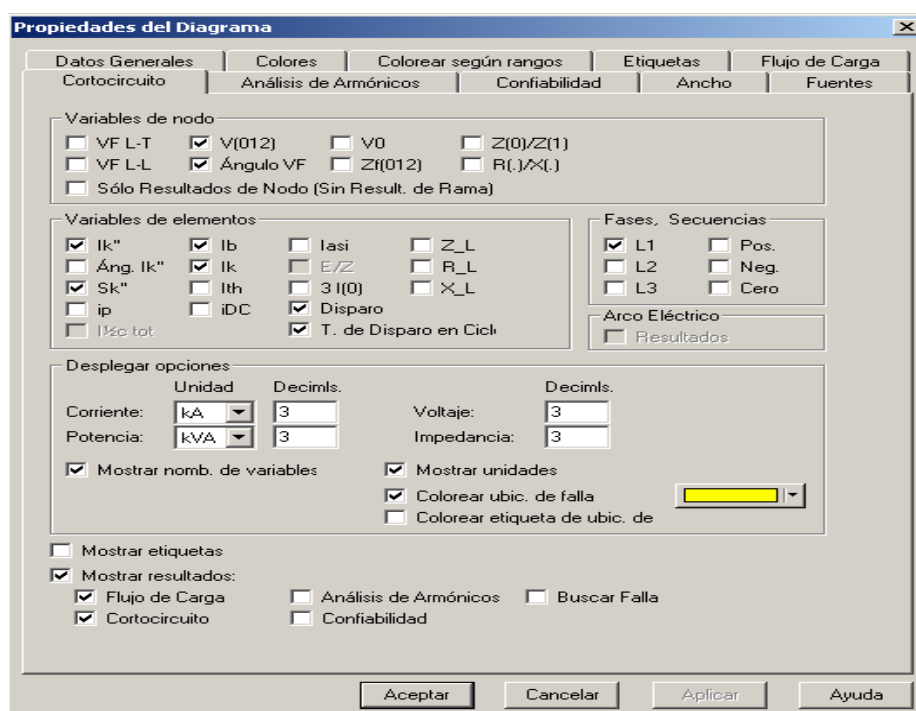 Propiedades del Diagrama
Datos Generales Colores Colorear según rangos Etiquetas Flujo de Carga
Cortocircuito Análisis de Armónicos Confiabilidad Ancho Fuentes
Variables de nodo
VF L-T V(012) V0 Z(0)/Z(1)
VF L-L Ángulo VF Zf(012) R(.)/X(.)
Sólo Resultados de Nodo (Sin Result. de Rama)
Variables de elementos Fases, Secuencias
Ik" Ib Iasi Z_L L1 Pos.
Áng. Ik" Ik E/Z R_L L2 Neg.
Sk" Ith 3 I(0) X_L L3 Cero
ip iDC Disparo Arco Eléctrico
I½c tot T. de Disparo en Cicl Resultados
Desplegar opciones
Unidad Decimls. Decimls.
Corriente: kA 3 Voltaje: 3
Potencia: kVA 3 Impedancia: 3
Mostrar nomb. de variables Mostrar unidades
Colorear ubic. de falla
Colorear etiqueta de ubic. de
Mostrar etiquetas
Mostrar resultados:
Flujo de Carga Análisis de Armónicos Buscar Falla
Cortocircuito Confiabilidad
Aceptar Cancelar Aplicar Ayuda